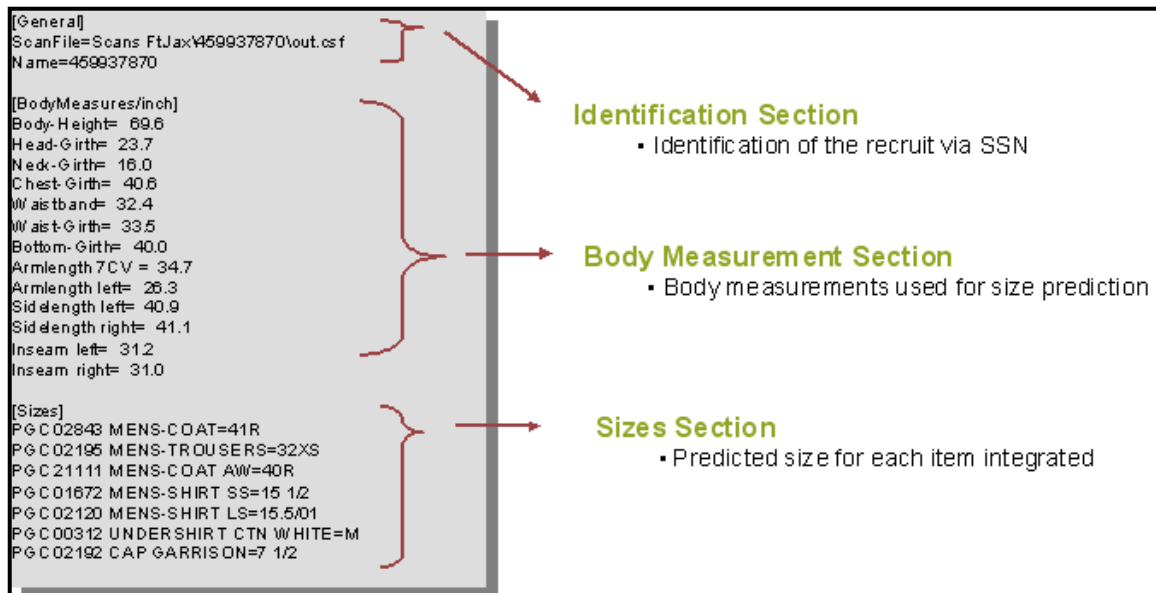 [General]
ScanFile=Scans FtJax\459937870\out.csf
Name=459937870
[BodyMeasures/inch]
Body-Height= 69.6
Head-Girth= 23.7
Neck-Girth= 16.0
Chest-Girth= 40.6
Waistband= 32.4
Waist-Girth= 33.5
Bottom-Girth= 40.0
Armlength 7CV = 34.7
Armlength left= 26.3
Sidelength left= 40.9
Sidelength right= 41.1
Inseam left= 31.2
Inseam right= 31.0
[Sizes]
PGC02843 MENS-COAT=41R
PGC02195 MENS-TROUSERS=32XS
PGC21111 MENS-COAT AW=40R
PGC01672 MENS-SHIRT SS=15 1/2
PGC02120 MENS-SHIRT LS=15.5/01
PGC00312 UNDERSHIRT CTN WHITE=M
PGC02192 CAP GARRISON=7 1/2
Identification Section
▪ Identification of the recruit via SSN
Body Measurement Section
▪ Body measurements used for size prediction
Sizes Section
▪ Predicted size for each item integrated